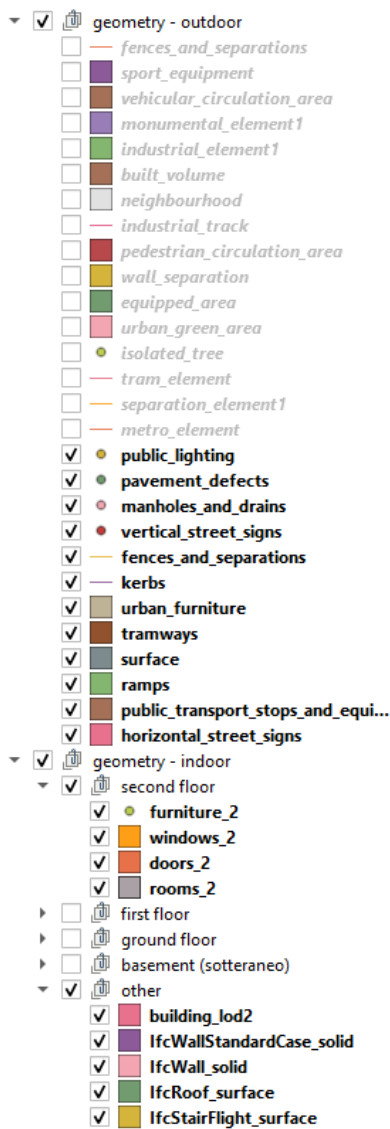 geometry - outdoor
fences_and_separations
sport_equipment
vehicular_circulation_area
monumental_element1
industrial_element1
built_volume
neighbourhood
industrial_track
pedestrian_circulation_area
wall_separation
equipped_area
urban_green_area
isolated_tree
tram_element
separation_element1
metro_element
public_lighting
pavement_defects
manholes_and_drains
vertical_street_signs
fences_and_separations
kerbs
urban_furniture
tramways
surface
ramps
public_transport_stops_and_equi...
horizontal_street_signs
geometry - indoor
second floor
furniture_2
windows_2
doors_2
rooms_2
first floor
ground floor
basement (sotteraneo)
other
building_lod2
IfcWallStandardCase_solid
IfcWall_solid
IfcRoof_surface
IfcStairFlight_surface